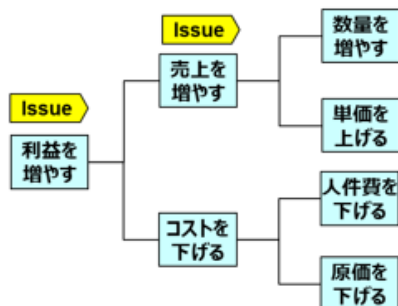 Issue
利益を
増やす
Issue
売上を
増やす
コストを
下げる
数量を
増やす
単価を
上げる
人件費を
下げる
原価を
下げる